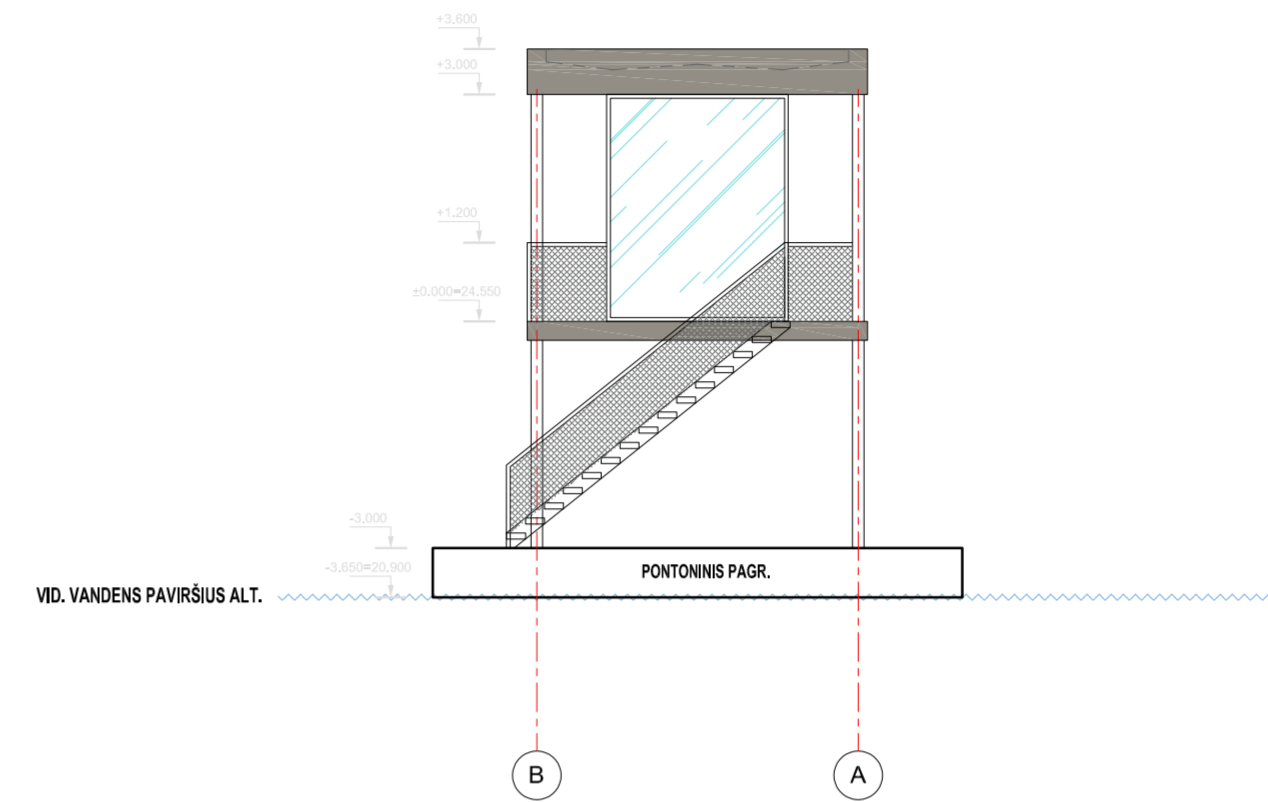 +3.600
+3.000
+1.200
±0.000=24.550
-3.000
-3.650=20.900
PONTONINIS PAGR.
VID. VANDENS PAVIRŠIUS ALT.
B
A